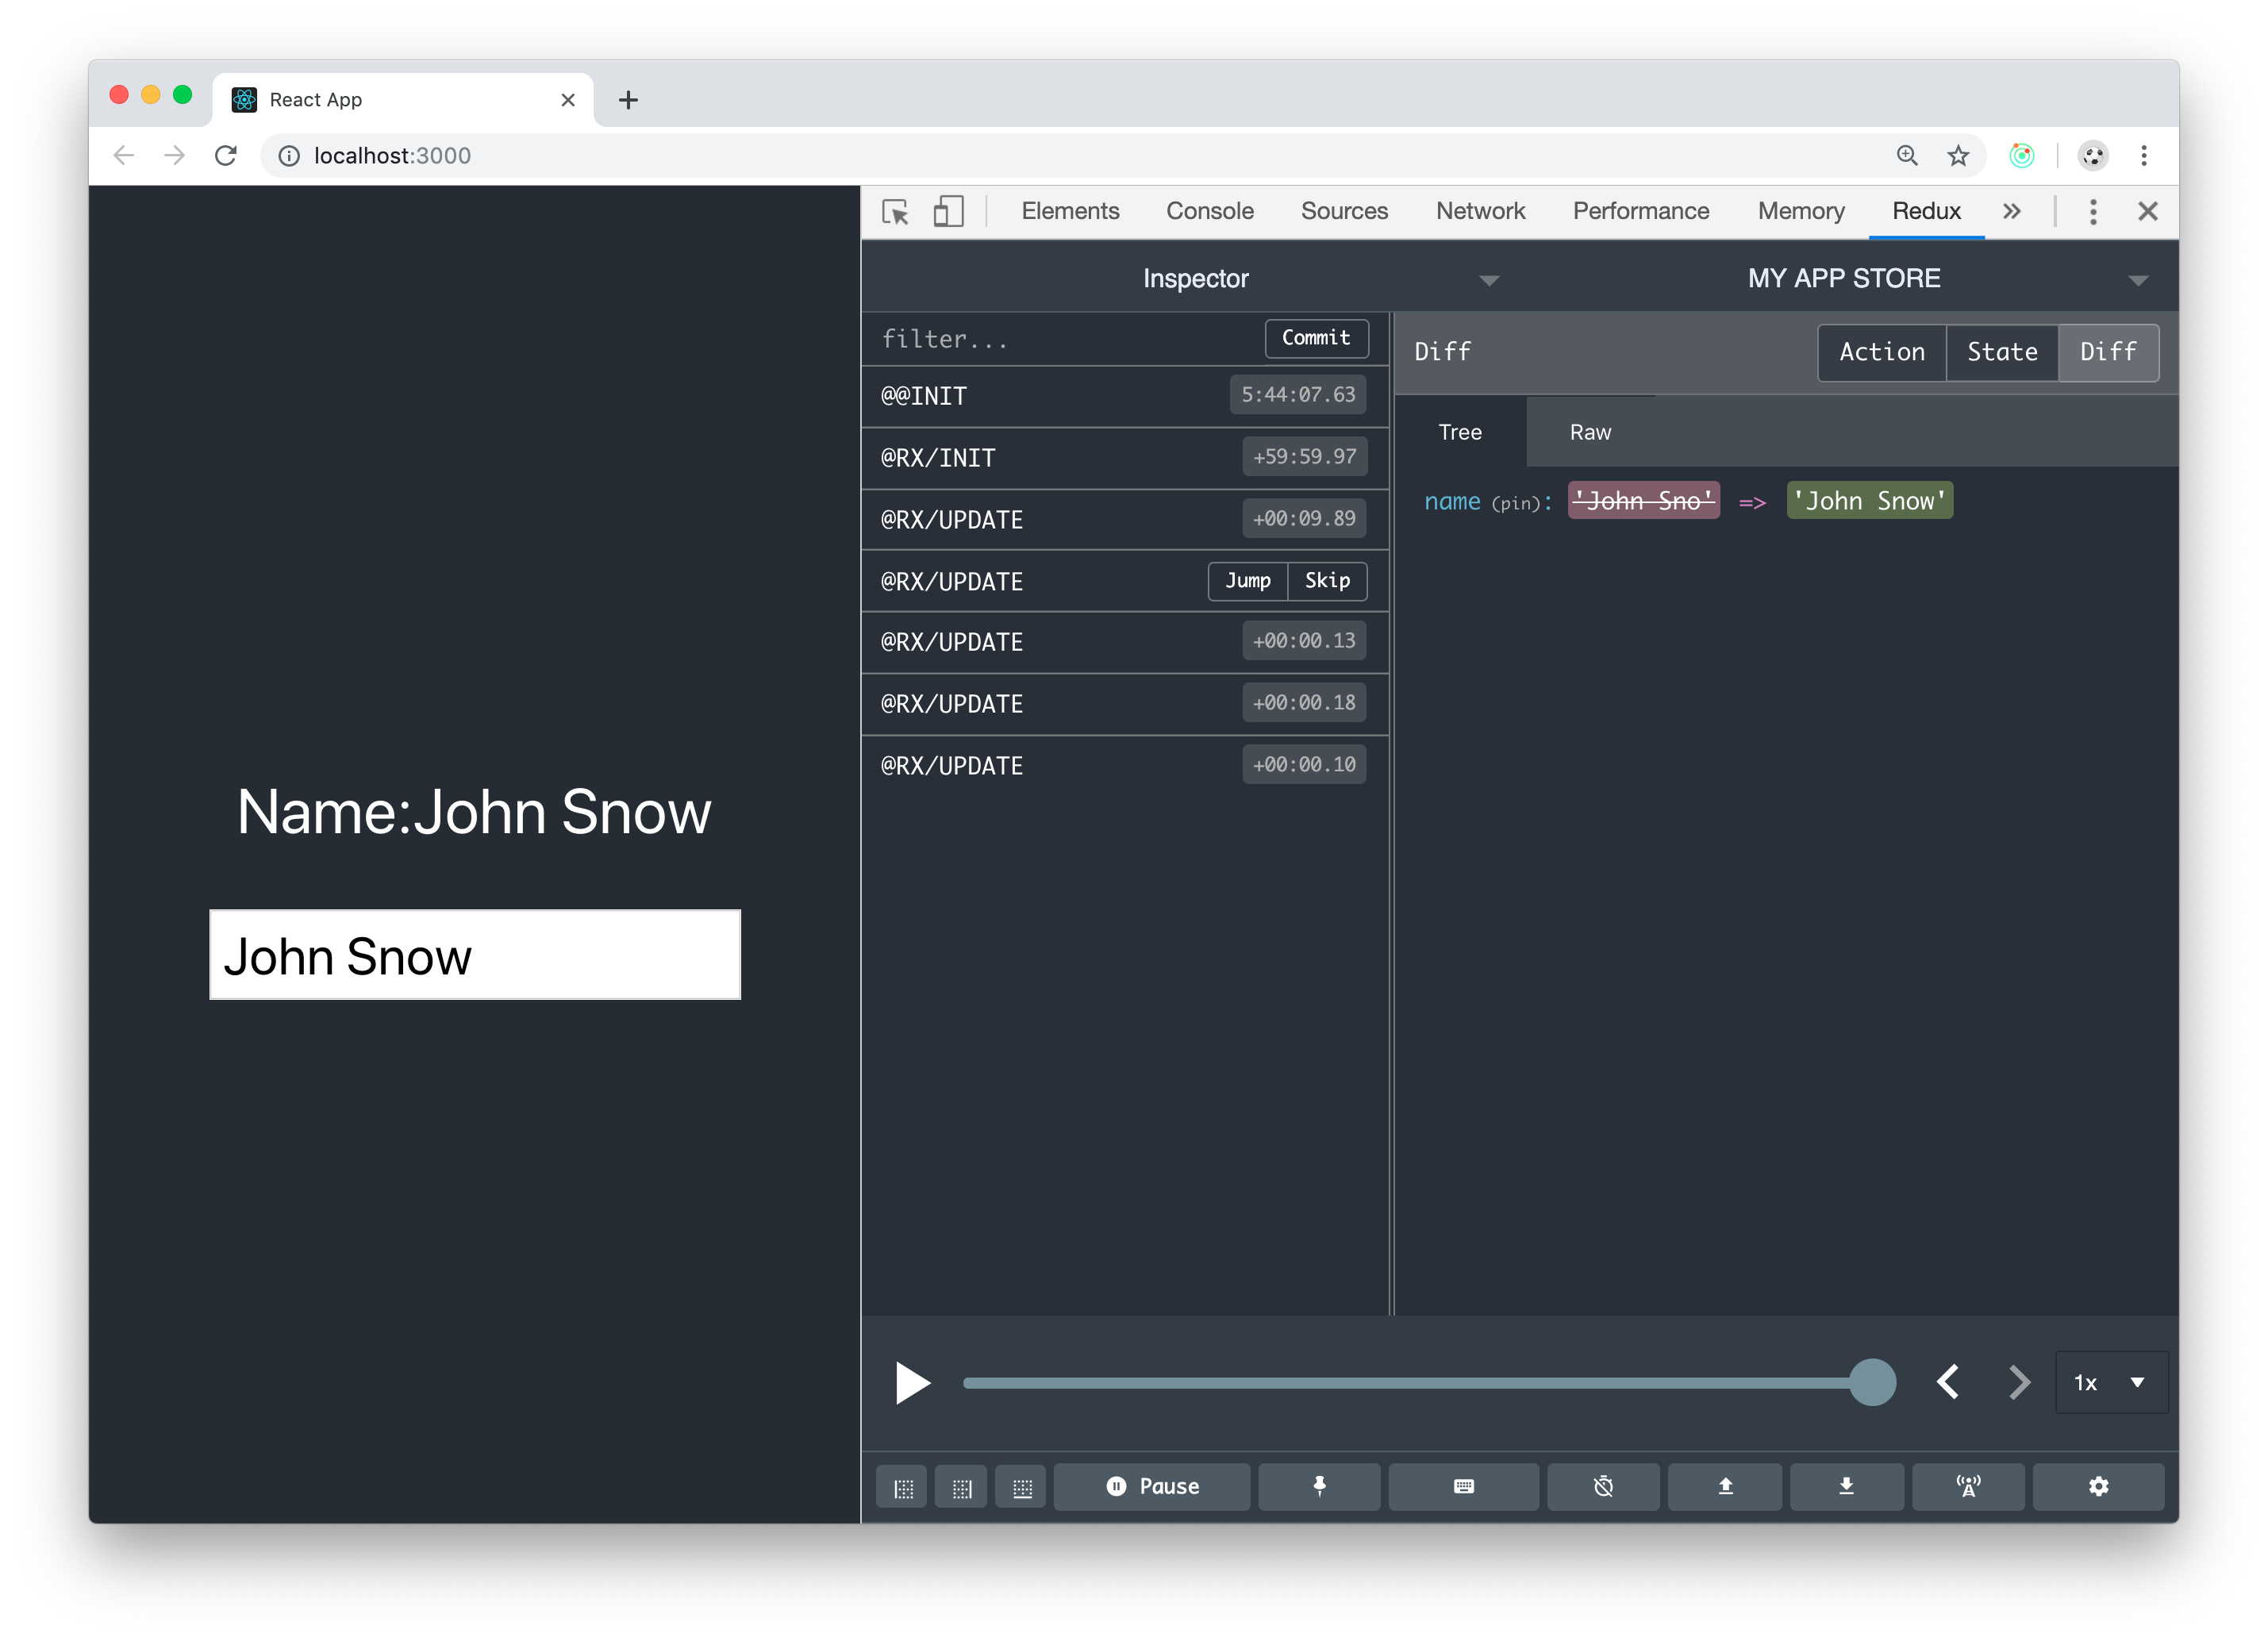 React App
localhost:3000
Elements Console Sources Network Performance Memory Redux
Inspector
MY APP STORE
filter...
Commit
@@INIT 5:44:07.63
@RX/INIT +59:59.97
@RX/UPDATE +00:09.89
@RX/UPDATE Jump Skip
@RX/UPDATE +00:00.13
@RX/UPDATE +00:00.18
@RX/UPDATE +00:00.10
Diff
Action State Diff
Tree Raw
name (pin): 'John Sno' => 'John Snow'
Name:John Snow
John Snow
1x
Pause